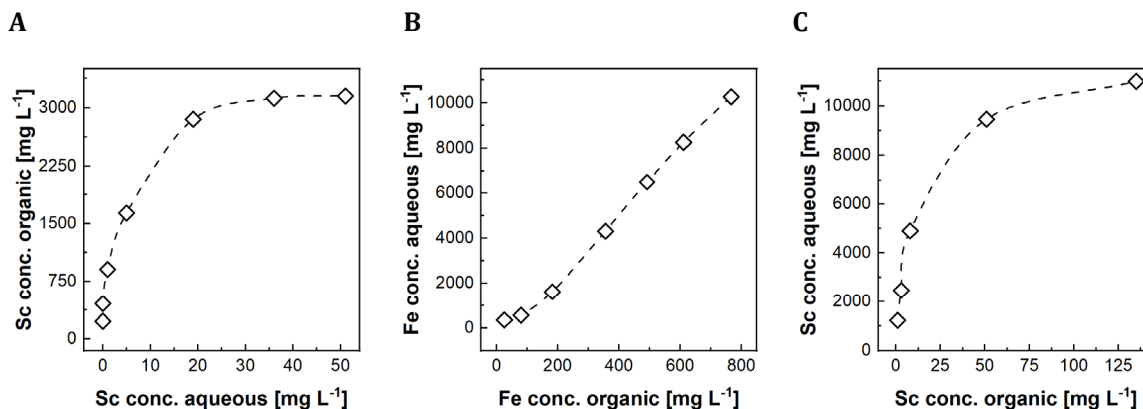 A
B
C
Sc conc. organic [mg L⁻¹]
3000
2250
1500
750
0
0 10 20 30 40 50
Sc conc. aqueous [mg L⁻¹]
Fe conc. aqueous [mg L⁻¹]
10000
8000
6000
4000
2000
0
0 200 400 600 800
Fe conc. organic [mg L⁻¹]
Sc conc. aqueous [mg L⁻¹]
10000
8000
6000
4000
2000
0
0 25 50 75 100 125
Sc conc. organic [mg L⁻¹]